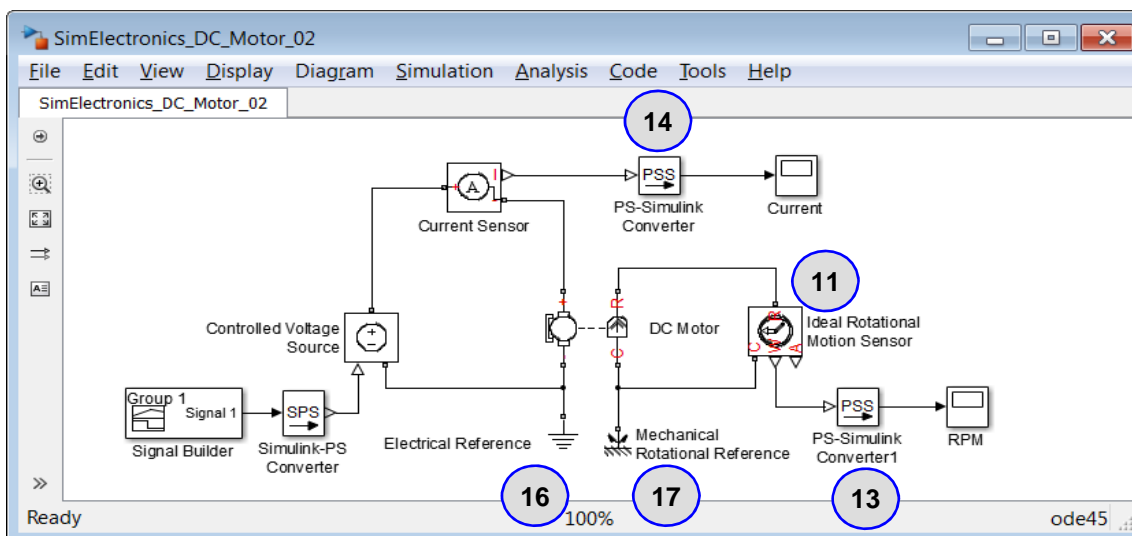 SimElectronics_DC_Motor_02
File Edit View Display Diagram Simulation Analysis Code Tools Help
SimElectronics_DC_Motor_02
14
I
A
+
-
Current Sensor
PSS
PS-Simulink
Converter
Current
11
+
-
R
C
DC Motor
C
W
R
A
Ideal Rotational
Motion Sensor
Controlled Voltage
Source
+
−
Group 1
Signal 1
Signal Builder
SPS
Simulink-PS
Converter
Electrical Reference
Mechanical
Rotational Reference
PSS
PS-Simulink
Converter1
RPM
16
17
13
Ready 100% ode45